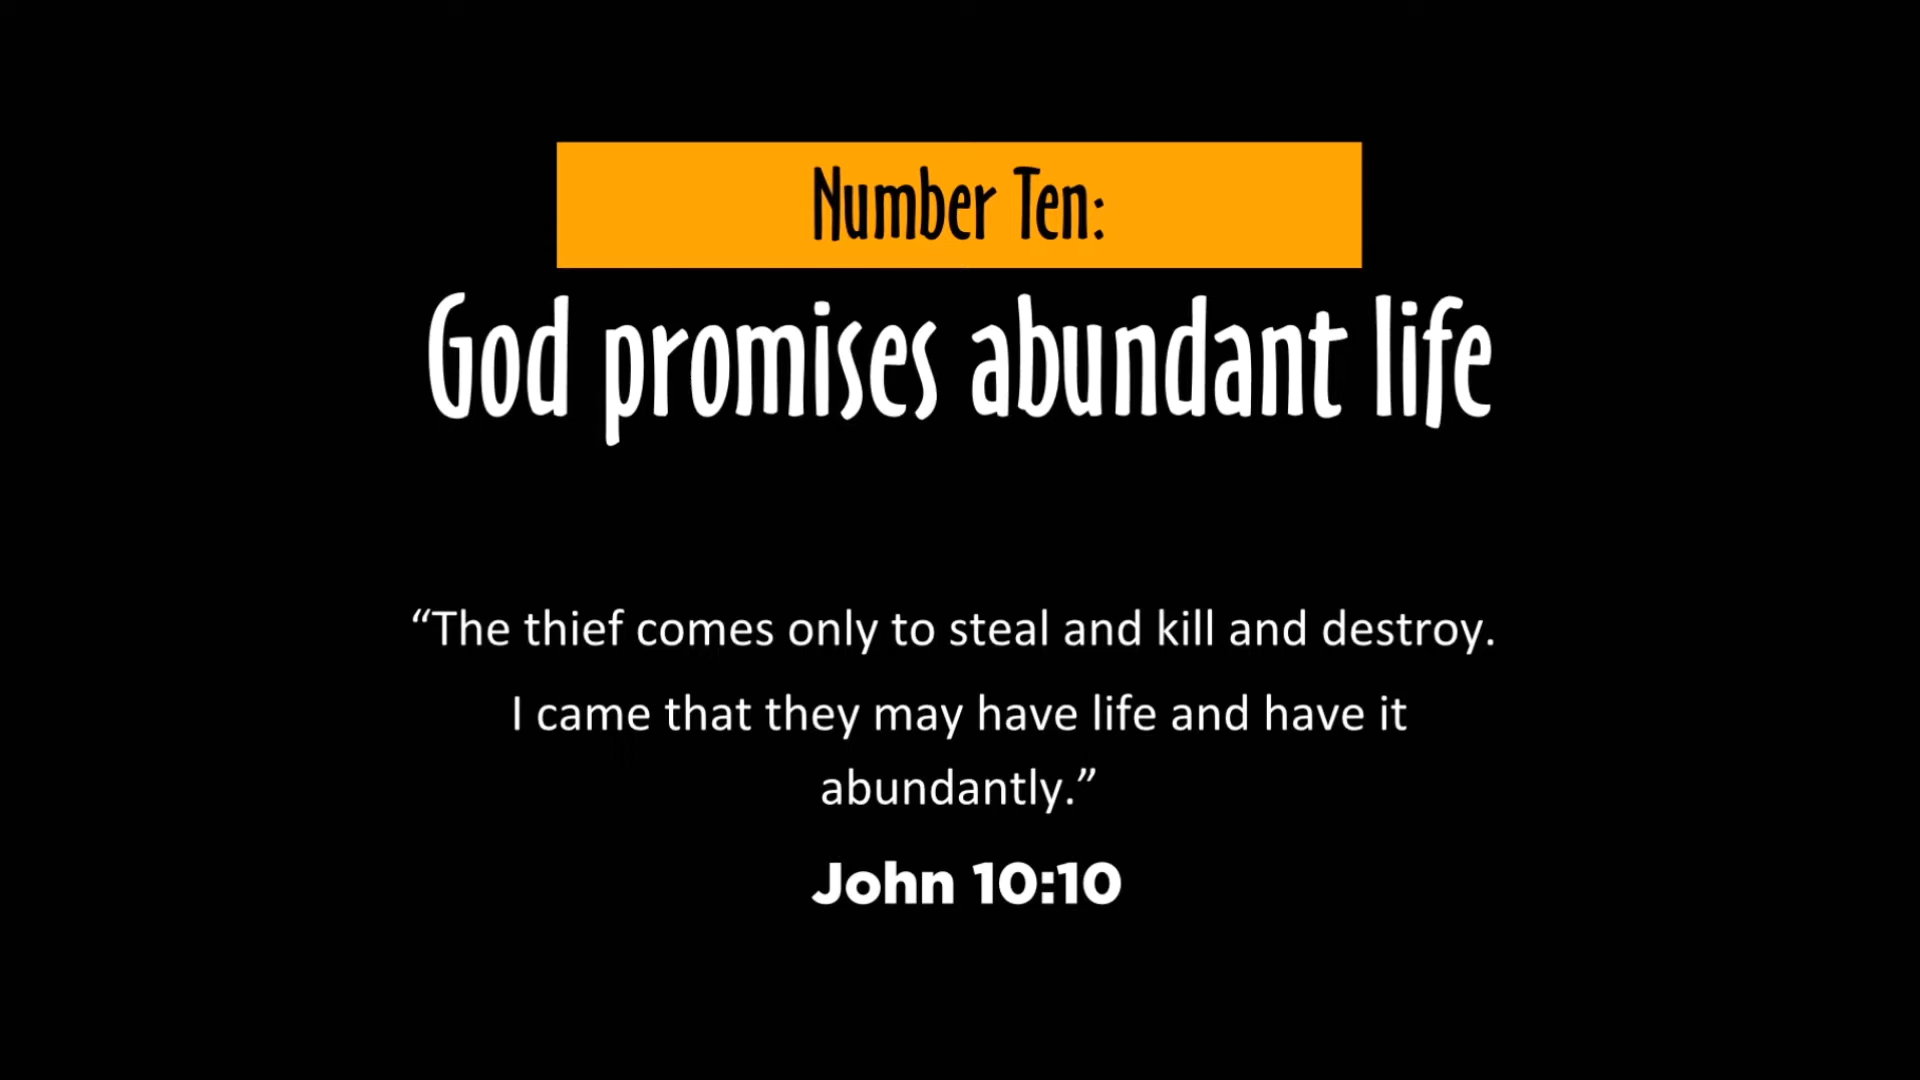 Number Ten:
God promises abundant life
“The thief comes only to steal and kill and destroy.
I came that they may have life and have it
abundantly.”
John 10:10